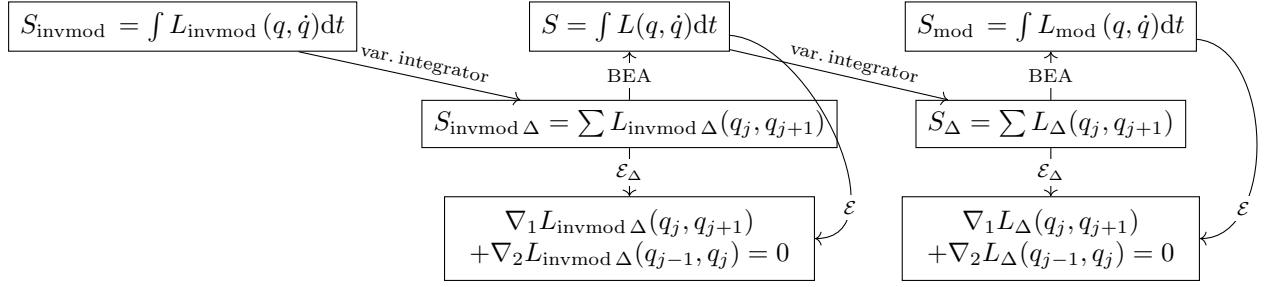 S_invmod = ∫ L_invmod (q, q̇)dt
S = ∫ L(q, q̇)dt
S_mod = ∫ L_mod (q, q̇)dt
var. integrator
BEA
var. integrator
BEA
S_invmod Δ = ∑ L_invmod Δ(q_j, q_{j+1})
S_Δ = ∑ L_Δ(q_j, q_{j+1})
ℰ_Δ
ℰ
ℰ_Δ
ℰ
∇_1 L_invmod Δ(q_j, q_{j+1})
+∇_2 L_invmod Δ(q_{j-1}, q_j) = 0
∇_1 L_Δ(q_j, q_{j+1})
+∇_2 L_Δ(q_{j-1}, q_j) = 0